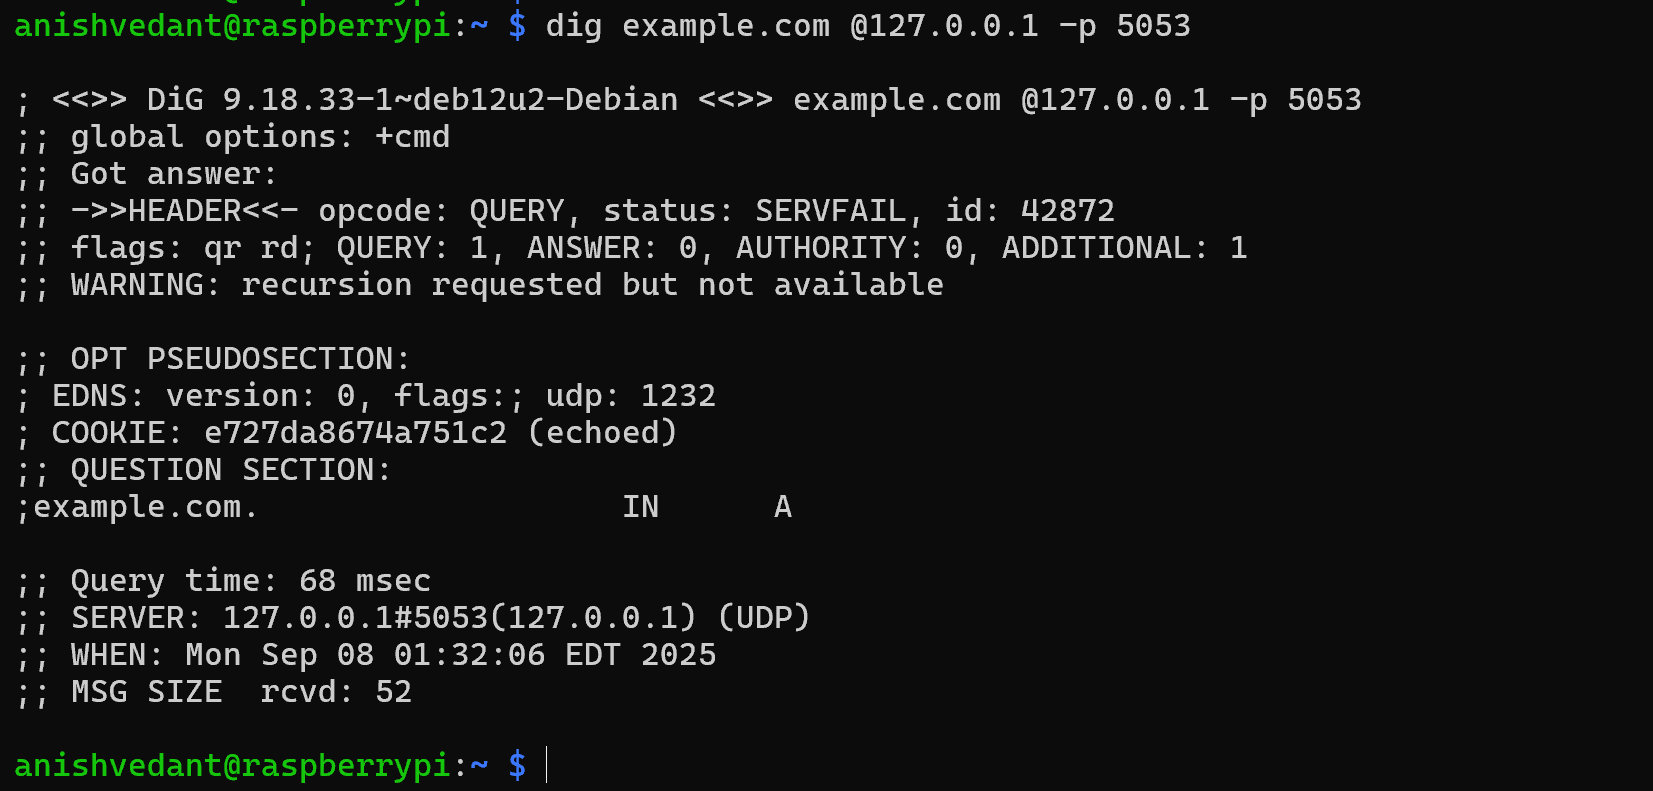 anishvedant@raspberrypi:~ $ dig example.com @127.0.0.1 -p 5053
; <<>> DiG 9.18.33-1~deb12u2-Debian <<>> example.com @127.0.0.1 -p 5053
;; global options: +cmd
;; Got answer:
;; ->>HEADER<<- opcode: QUERY, status: SERVFAIL, id: 42872
;; flags: qr rd; QUERY: 1, ANSWER: 0, AUTHORITY: 0, ADDITIONAL: 1
;; WARNING: recursion requested but not available
;; OPT PSEUDOSECTION:
; EDNS: version: 0, flags:; udp: 1232
; COOKIE: e727da8674a751c2 (echoed)
;; QUESTION SECTION:
;example.com. IN A
;; Query time: 68 msec
;; SERVER: 127.0.0.1#5053(127.0.0.1) (UDP)
;; WHEN: Mon Sep 08 01:32:06 EDT 2025
;; MSG SIZE  rcvd: 52
anishvedant@raspberrypi:~ $